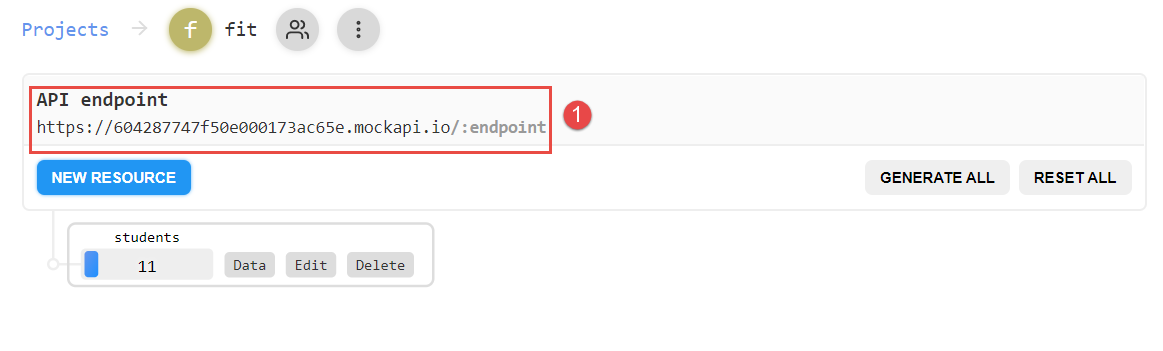 Projects → f fit
API endpoint
https://604287747f50e000173ac65e.mockapi.io/:endpoint
1
NEW RESOURCE GENERATE ALL RESET ALL
students
11 Data Edit Delete